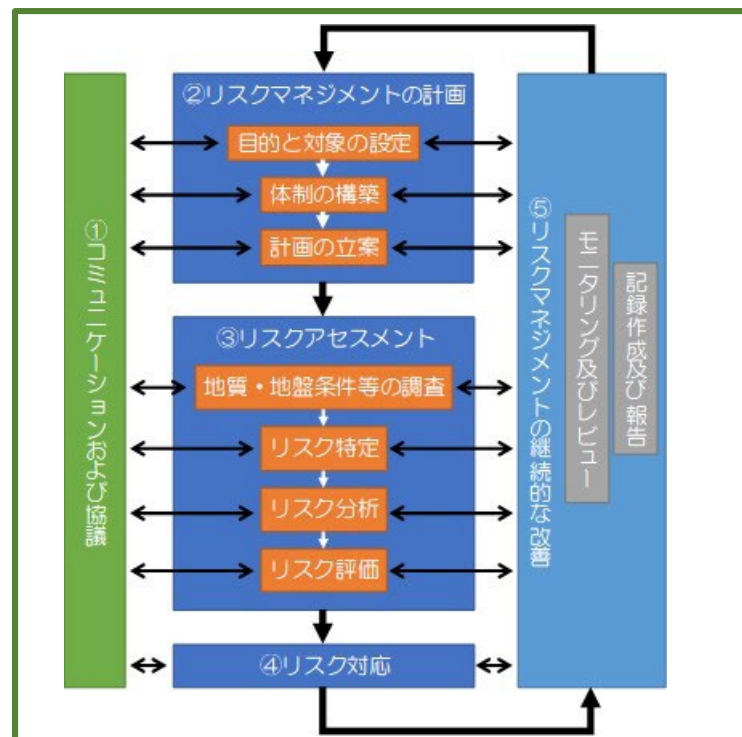 ①コミュニケーションおよび協議
②リスクマネジメントの計画
目的と対象の設定
体制の構築
計画の立案
③リスクアセスメント
地質・地盤条件等の調査
リスク特定
リスク分析
リスク評価
④リスク対応
⑤リスクマネジメントの継続的な改善
モニタリング及びレビュー
記録作成及び報告